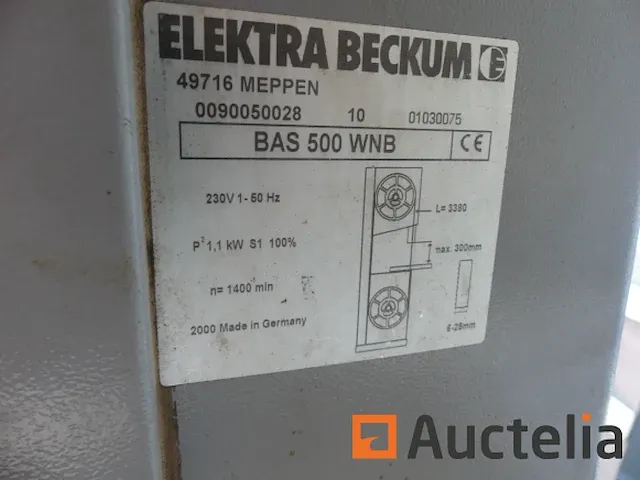 ELEKTRA BECKUM
49716 MEPPEN
0090050028 10 01030075
BAS 500 WNB CE
230V 1~ 50 Hz
L= 3380
P² 1,1 kW S1 100%
max. 300mm
n= 1400 min
2000 Made in Germany
6-25mm
Auctelia